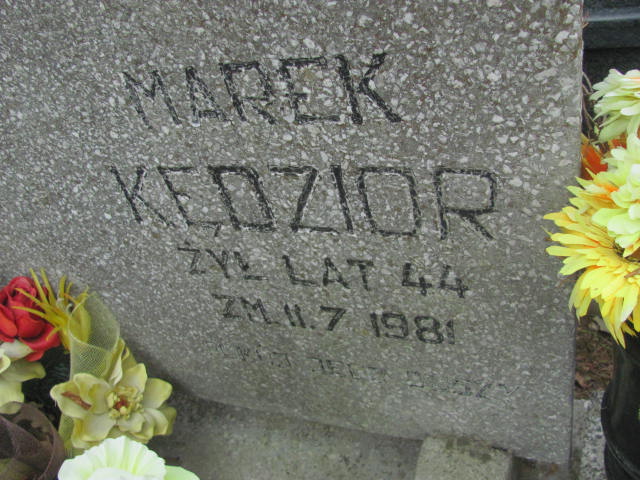 MAREK
KĘDZIOR
ŻYŁ LAT 44
ZM. 11.7 1981